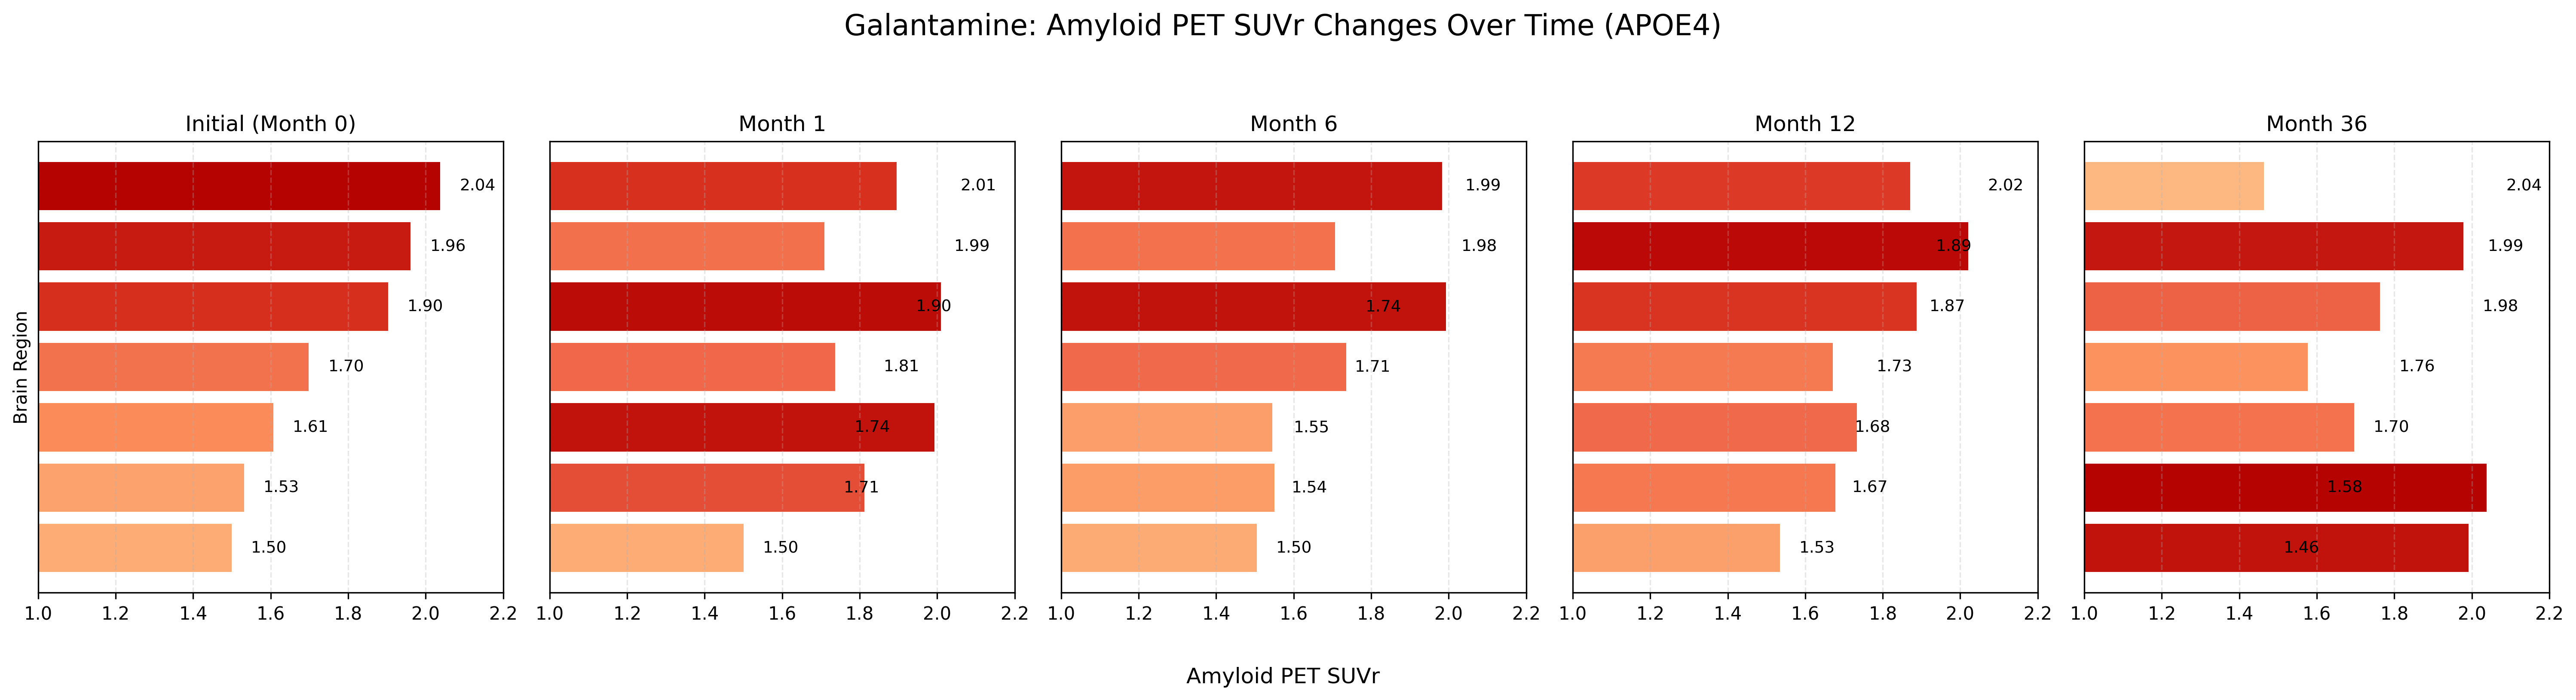 Galantamine: Amyloid PET SUVr Changes Over Time (APOE4)
Initial (Month 0)
Brain Region
2.04
1.96
1.90
1.70
1.61
1.53
1.50
1.0 1.2 1.4 1.6 1.8 2.0 2.2
Month 1
2.01
1.99
1.90
1.81
1.74
1.71
1.50
1.0 1.2 1.4 1.6 1.8 2.0 2.2
Month 6
1.99
1.98
1.74
1.71
1.55
1.54
1.50
1.0 1.2 1.4 1.6 1.8 2.0 2.2
Month 12
2.02
1.89
1.87
1.73
1.68
1.67
1.53
1.0 1.2 1.4 1.6 1.8 2.0 2.2
Month 36
2.04
1.99
1.98
1.76
1.70
1.58
1.46
1.0 1.2 1.4 1.6 1.8 2.0 2.2
Amyloid PET SUVr